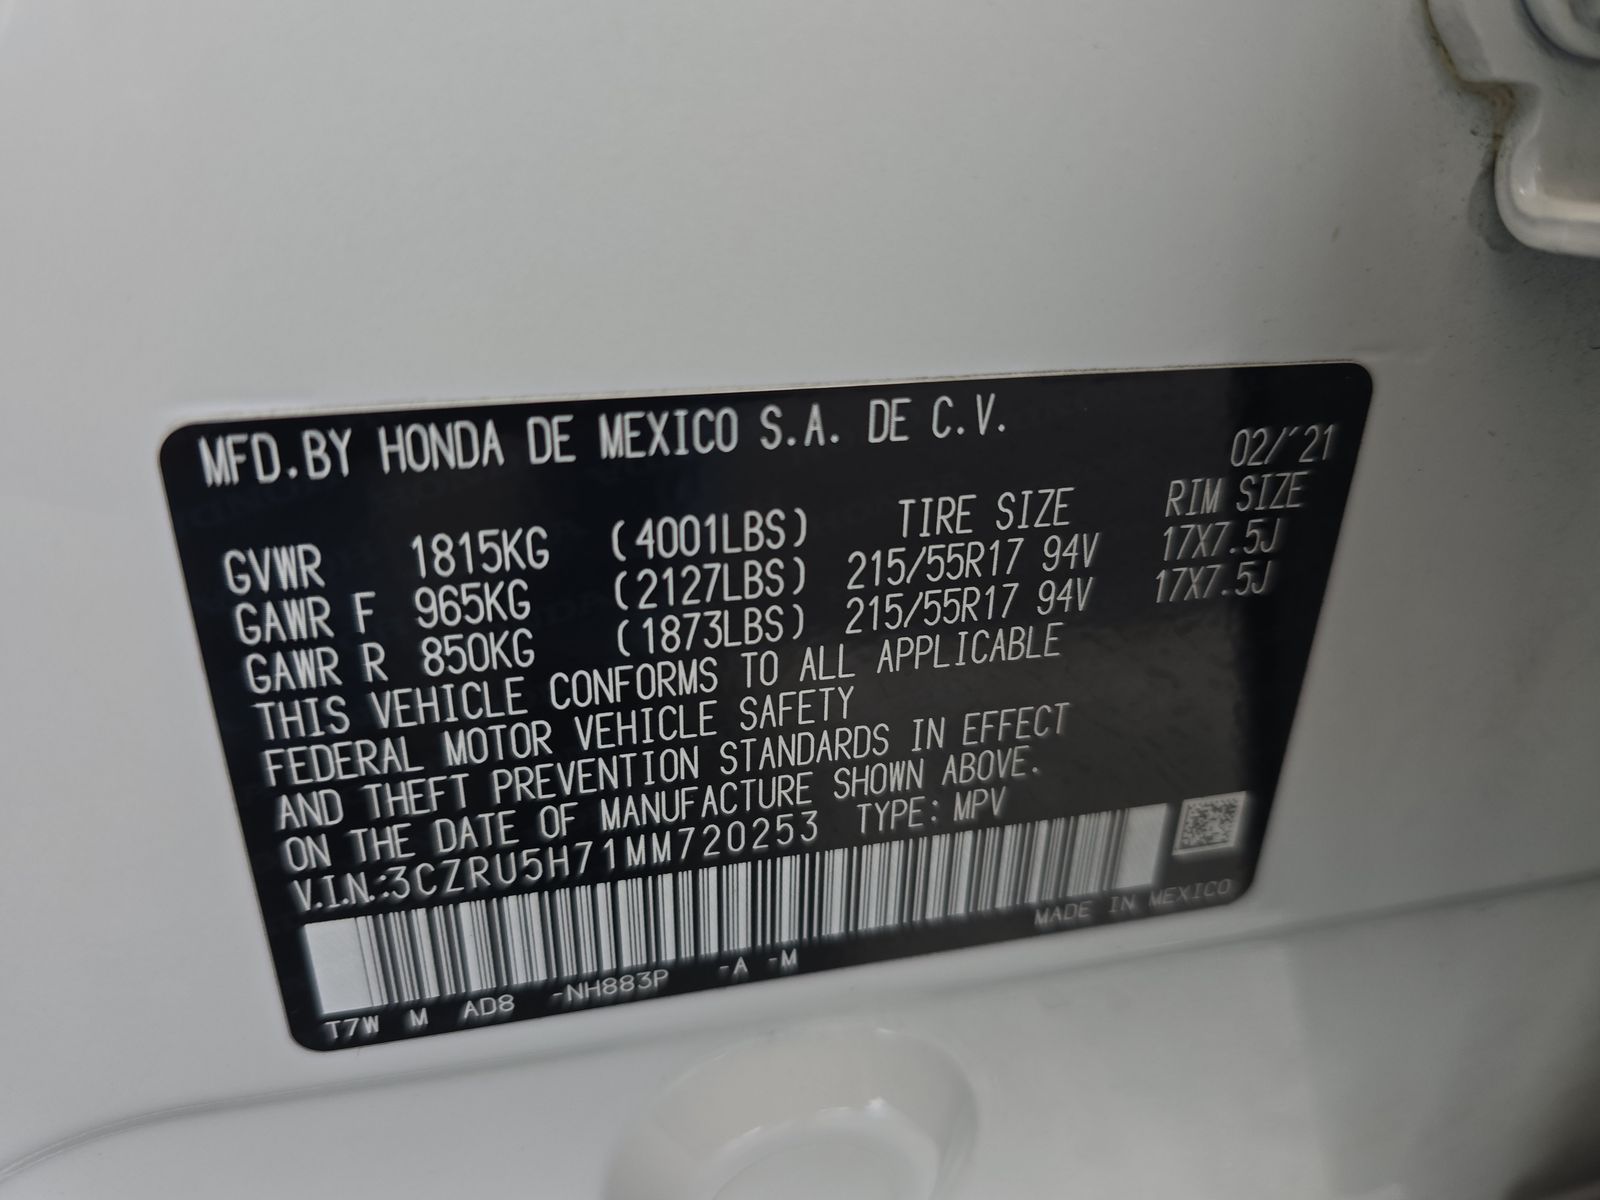 MFD.BY HONDA DE MEXICO S.A. DE C.V.
02/'21
GVWR 1815KG (4001LBS) TIRE SIZE RIM SIZE
GAWR F 965KG (2127LBS) 215/55R17 94V 17X7.5J
GAWR R 850KG (1873LBS) 215/55R17 94V 17X7.5J
THIS VEHICLE CONFORMS TO ALL APPLICABLE
FEDERAL MOTOR VEHICLE SAFETY
AND THEFT PREVENTION STANDARDS IN EFFECT
ON THE DATE OF MANUFACTURE SHOWN ABOVE.
V.I.N.:3CZRU5H71MM720253 TYPE: MPV
MADE IN MEXICO
T7W M AD8 -NH883P -A -M